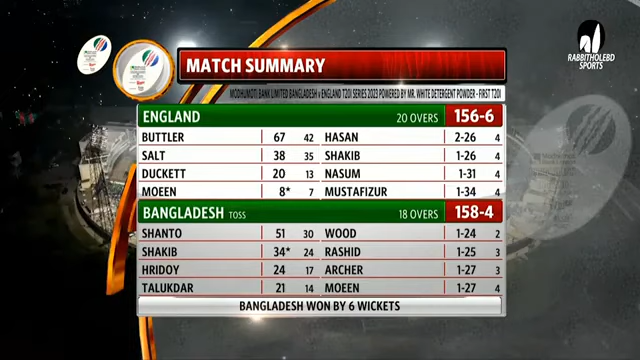 RABBITHOLEBD
SPORTS
MATCH SUMMARY
MODHUMOTI BANK LIMITED BANGLADESH v ENGLAND T20I SERIES 2023 POWERED BY MR. WHITE DETERGENT POWDER - FIRST T20I
ENGLAND 20 OVERS 156-6
BUTTLER 67 42 HASAN 2-26 4
SALT 38 35 SHAKIB 1-26 4
DUCKETT 20 13 NASUM 1-31 4
MOEEN 8* 7 MUSTAFIZUR 1-34 4
BANGLADESH TOSS 18 OVERS 158-4
SHANTO 51 30 WOOD 1-24 2
SHAKIB 34* 24 RASHID 1-25 3
HRIDOY 24 17 ARCHER 1-27 3
TALUKDAR 21 14 MOEEN 1-27 4
BANGLADESH WON BY 6 WICKETS